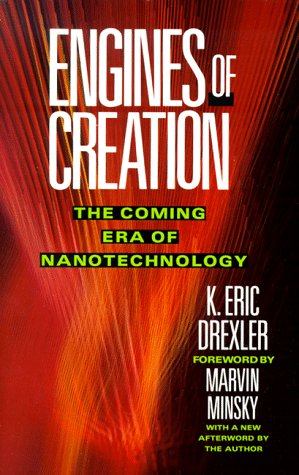 ENGINES OF
CREATION
THE COMING
ERA OF
NANOTECHNOLOGY
K. ERIC
DREXLER
FOREWORD BY
MARVIN
MINSKY
WITH A NEW
AFTERWORD BY
THE AUTHOR